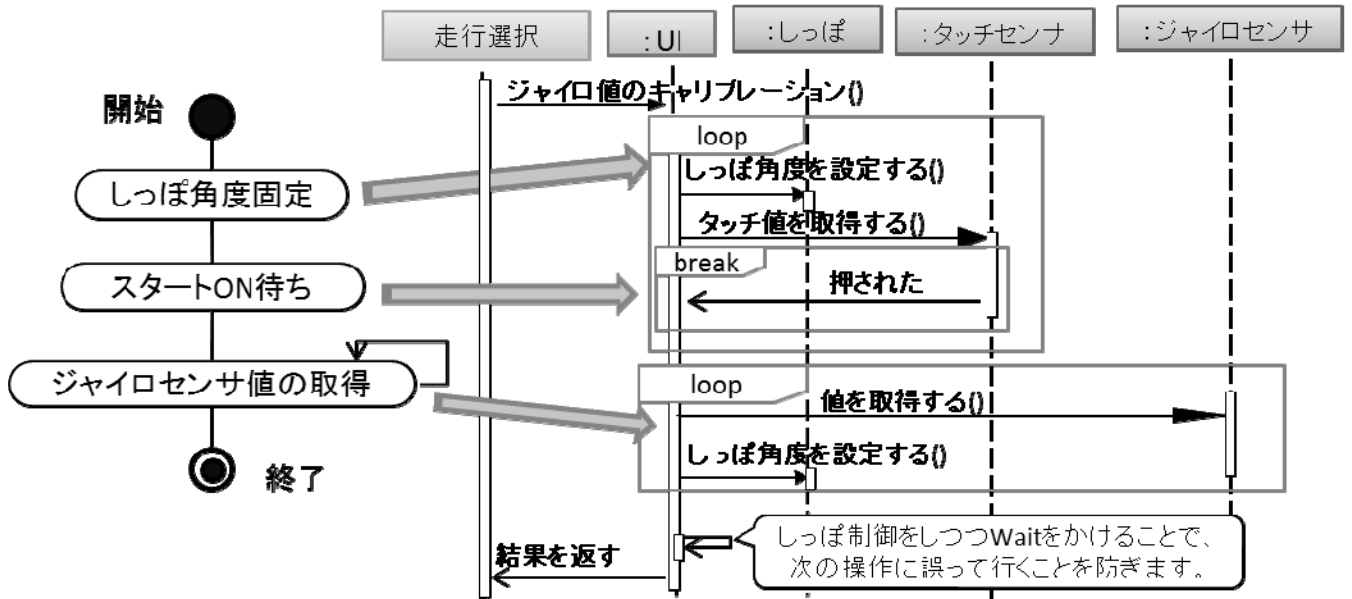 走行選択
:UI
:しっぽ
:タッチセンサ
:ジャイロセンサ
ジャイロ値のキャリブレーション()
開始
loop
しっぽ角度を設定する()
しっぽ角度固定
タッチ値を取得する()
break
押された
スタートON待ち
ジャイロセンサ値の取得
loop
値を取得する()
しっぽ角度を設定する()
終了
しっぽ制御をしつつWaitをかけることで、
次の操作に誤って行くことを防ぎます。
結果を返す